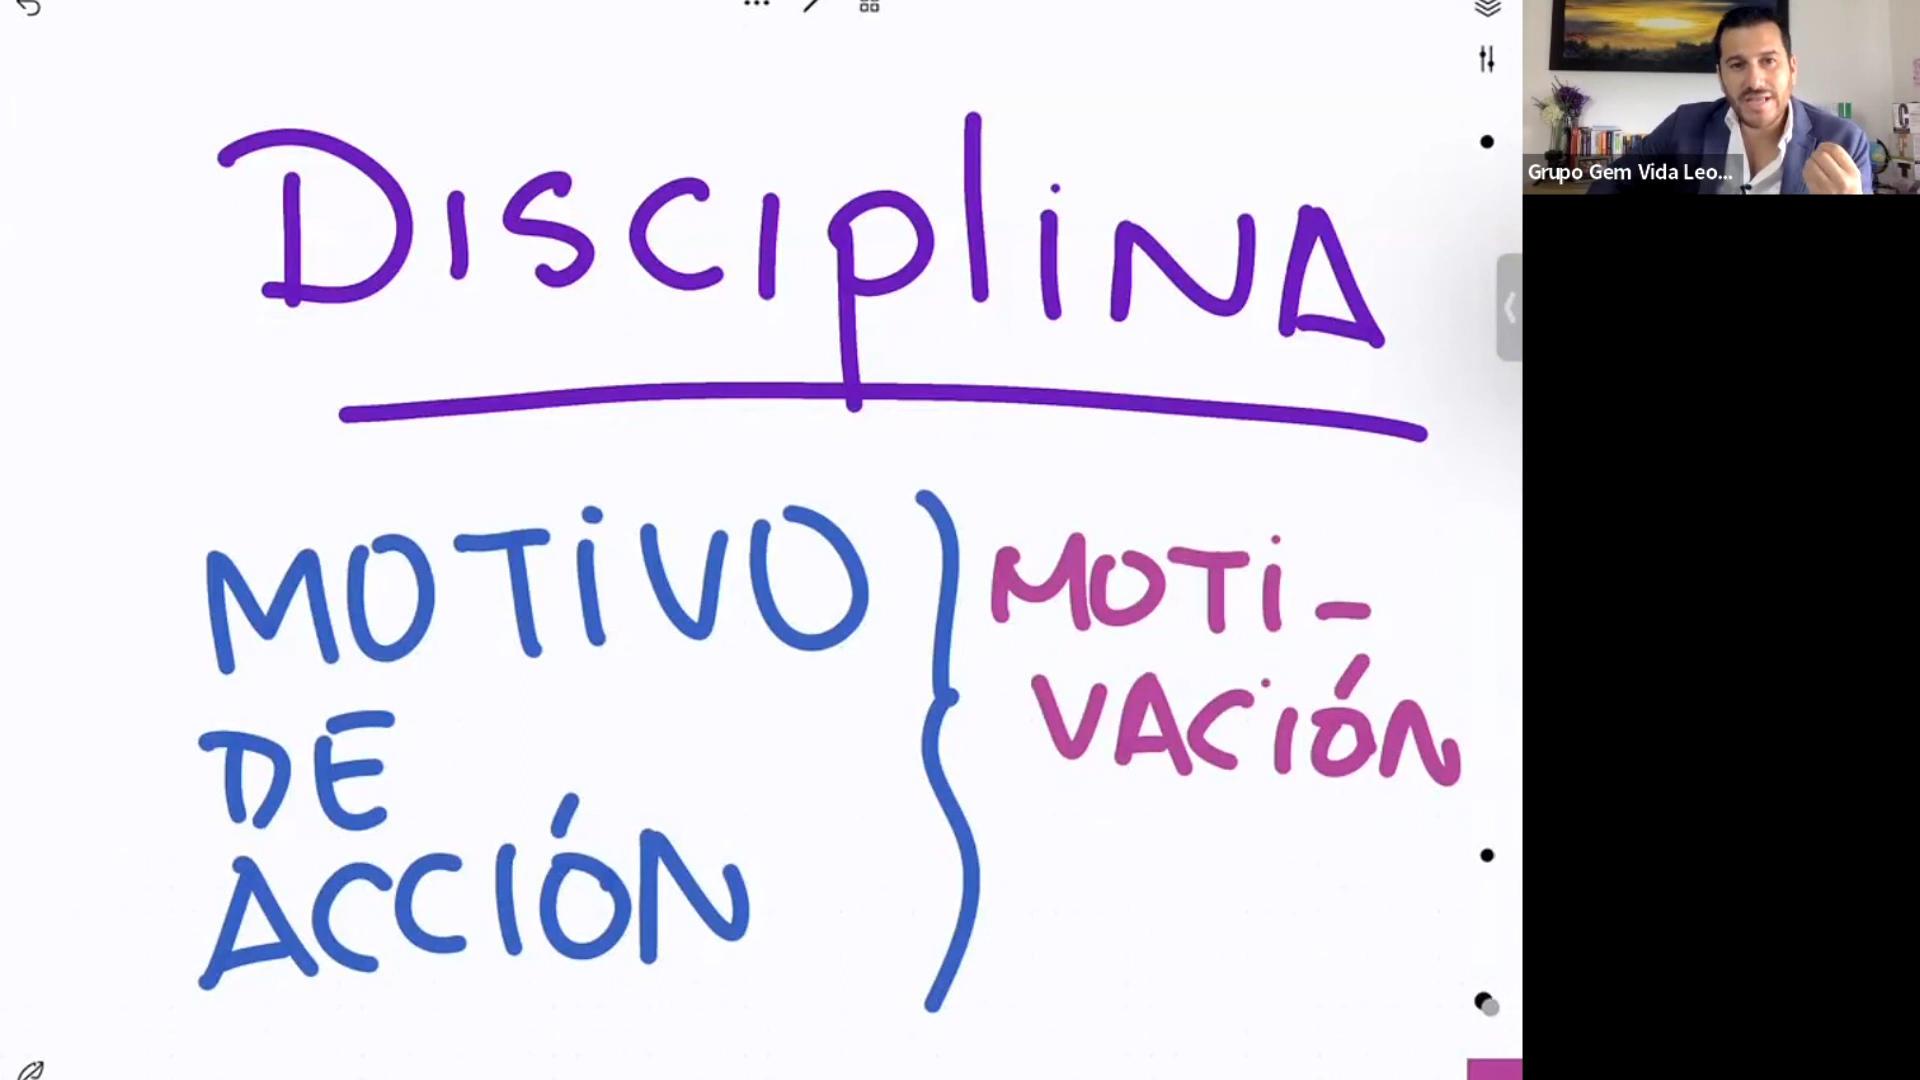 Disciplina
MOTiVO
DE
ACCIÓN
MOTi-
VACIÓN
Grupo Gem Vida Leo...